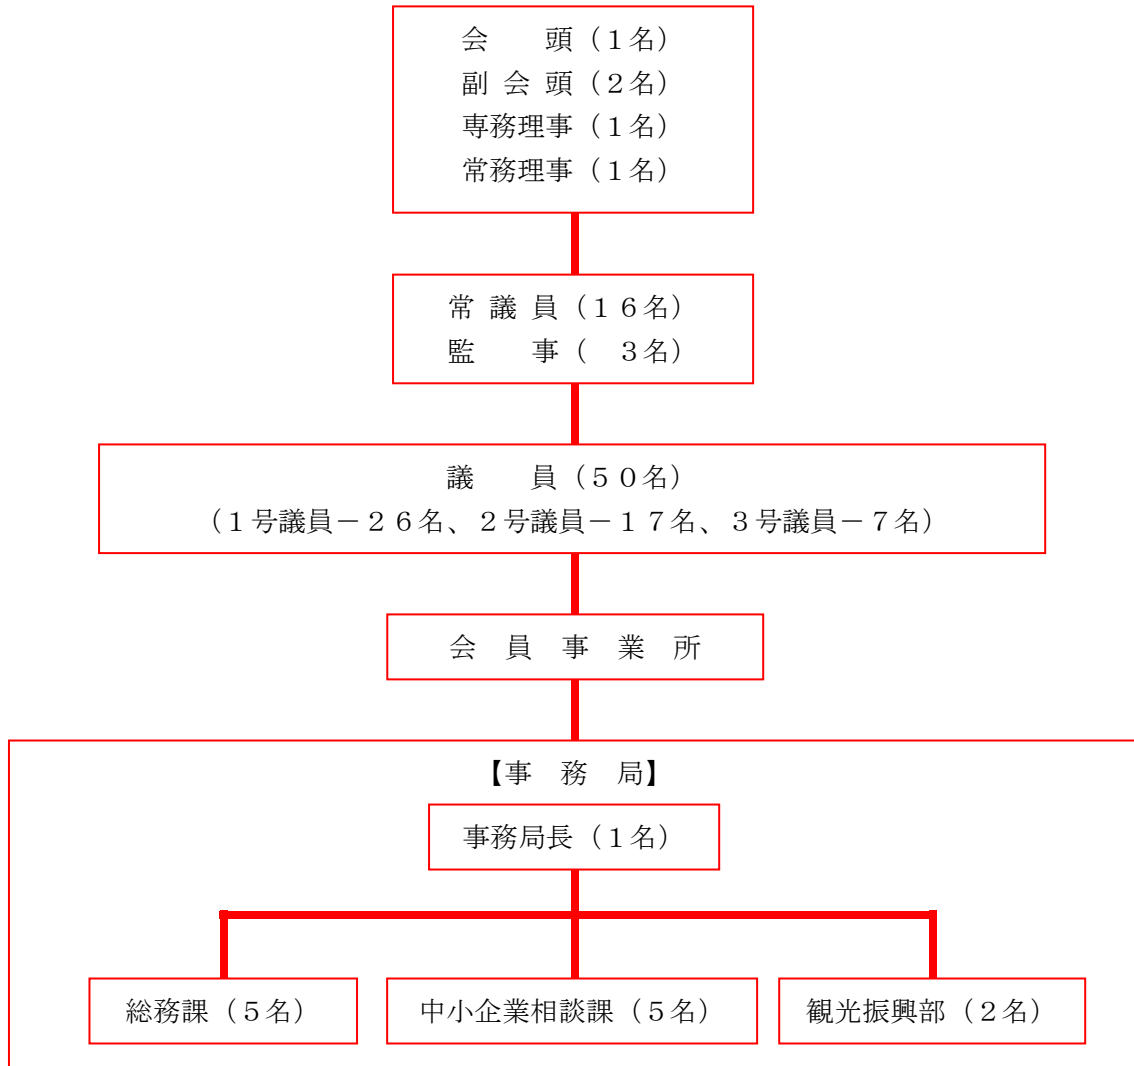 会　　頭（１名）
副 会 頭（２名）
専務理事（１名）
常務理事（１名）
常 議 員（１６名）
監　　事（　３名）
議　　員（５０名）
（１号議員－２６名、２号議員－１７名、３号議員－７名）
会　員　事　業　所
【事　務　局】
事務局長（１名）
総務課（５名）
中小企業相談課（５名）
観光振興部（２名）